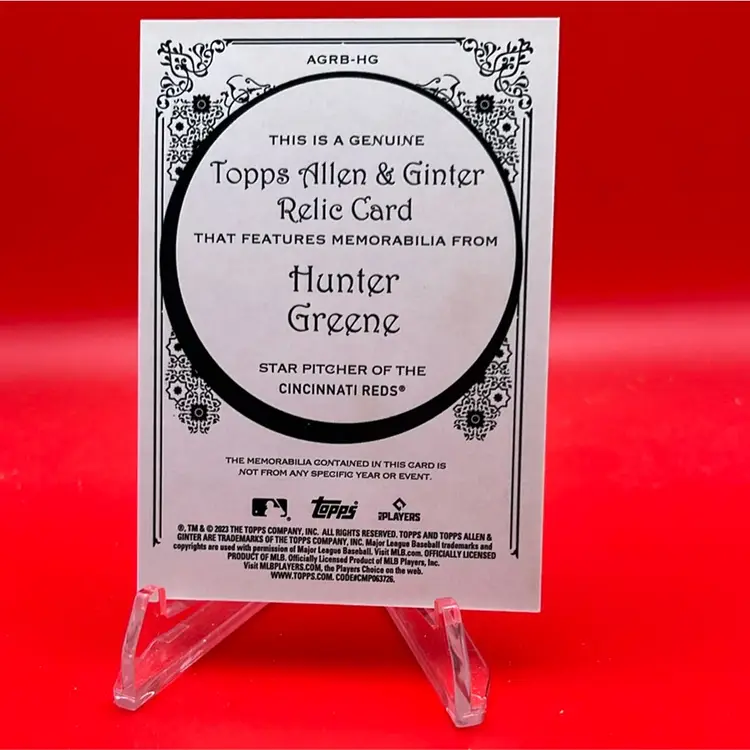 AGRB-HG
THIS IS A GENUINE
Topps Allen & Ginter
Relic Card
THAT FEATURES MEMORABILIA FROM
Hunter
Greene
STAR PITCHER OF THE
CINCINNATI REDS®
THE MEMORABILIA CONTAINED IN THIS CARD IS
NOT FROM ANY SPECIFIC YEAR OR EVENT.
topps PLAYERS
®, TM & © 2023 THE TOPPS COMPANY, INC. ALL RIGHTS RESERVED. TOPPS AND TOPPS ALLEN &
GINTER ARE TRADEMARKS OF THE TOPPS COMPANY, INC. Major League Baseball trademarks and
copyrights are used with permission of Major League Baseball. Visit MLB.com. OFFICIALLY LICENSED
PRODUCT OF MLB. Officially Licensed Product of MLB Players, Inc.
Visit MLBPLAYERS.COM, the Players Choice on the web.
WWW.TOPPS.COM. CODE#CMP063726.